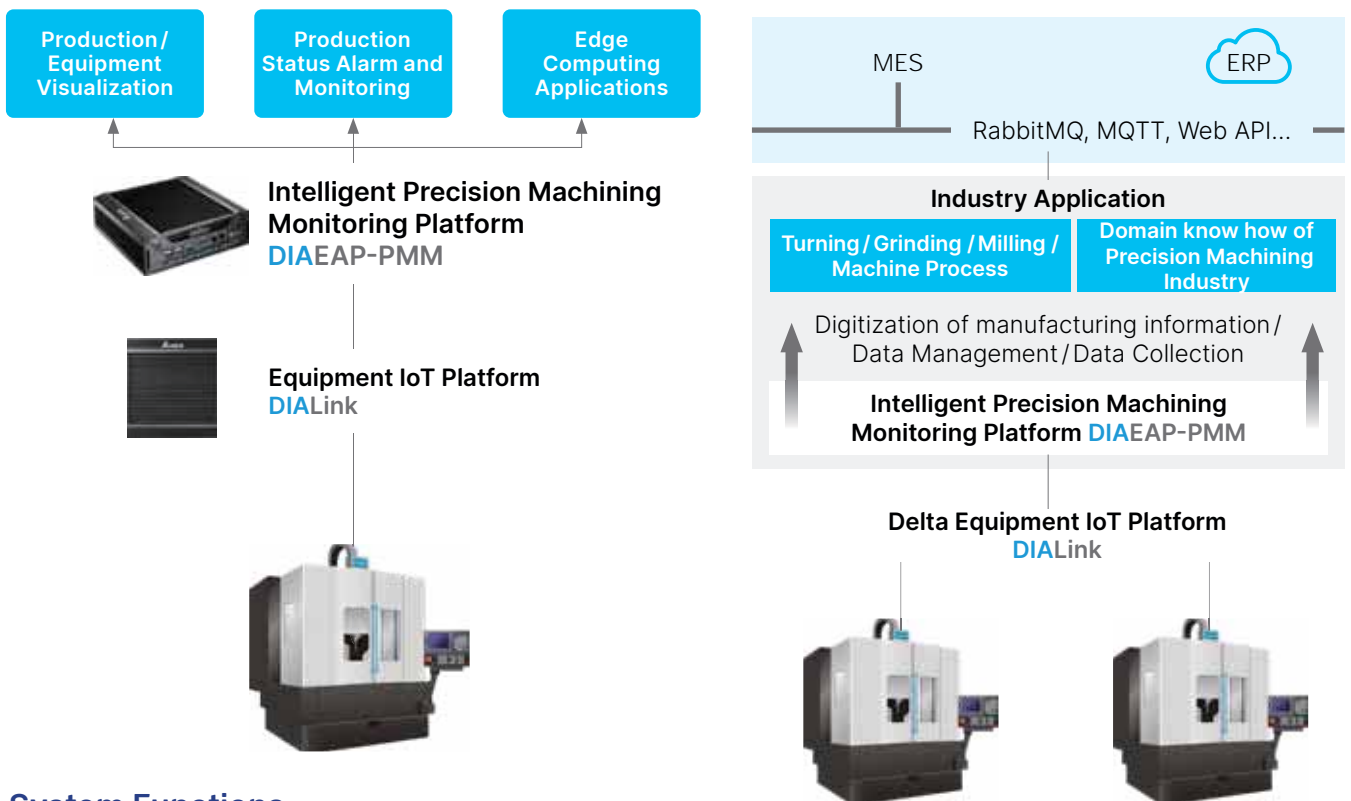 Production/
Equipment
Visualization
Production
Status Alarm and
Monitoring
Edge
Computing
Applications
Intelligent Precision Machining
Monitoring Platform
DIAEAP-PMM
Equipment IoT Platform
DIALink
MES
ERP
RabbitMQ, MQTT, Web API...
Industry Application
Turning/Grinding/Milling/
Machine Process
Domain know how of
Precision Machining
Industry
Digitization of manufacturing information/
Data Management/Data Collection
Intelligent Precision Machining
Monitoring Platform DIAEAP-PMM
Delta Equipment IoT Platform
DIALink
System Functions